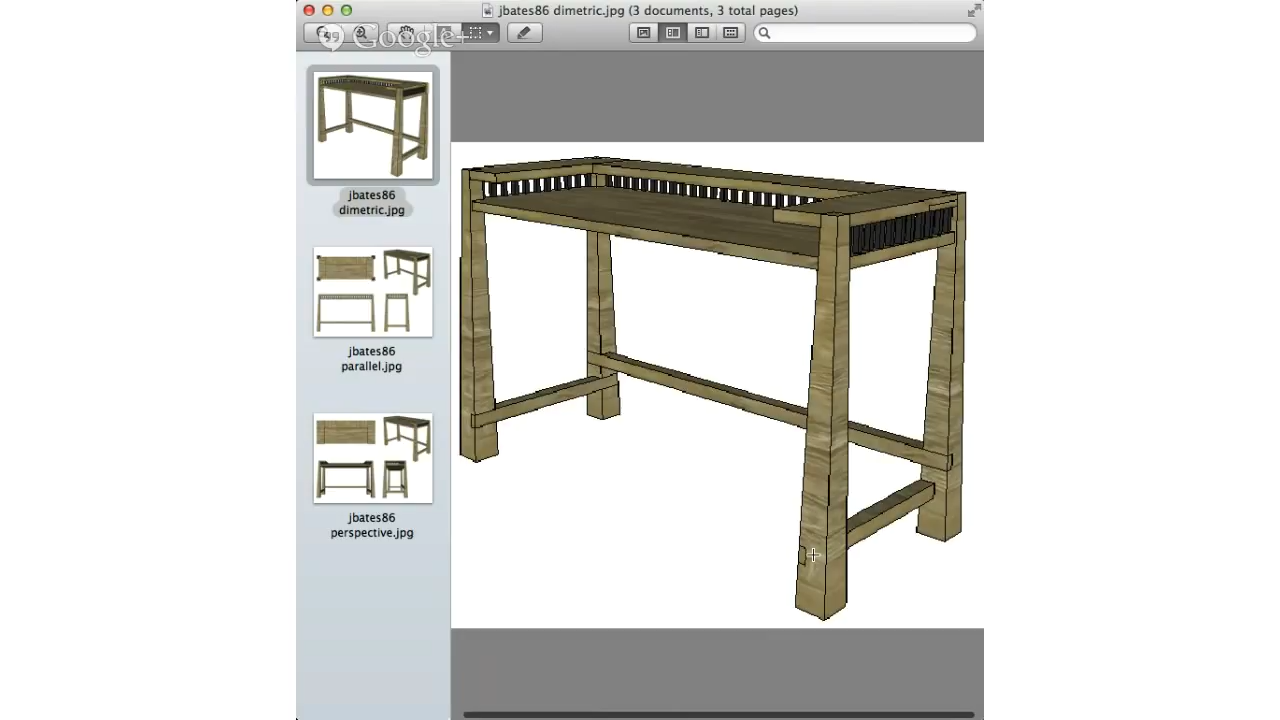 jbates86 dimetric.jpg (3 documents, 3 total pages)
Google+
jbates86
dimetric.jpg
jbates86
parallel.jpg
jbates86
perspective.jpg